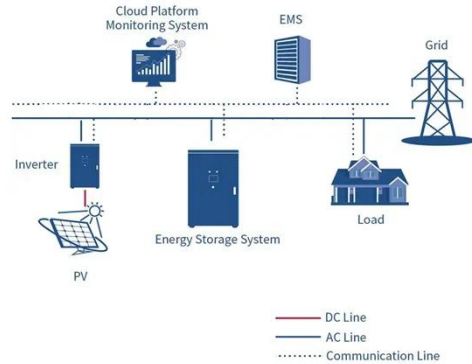 Cloud Platform
Monitoring System
EMS
Grid
Inverter
Energy Storage System
Load
PV
DC Line
AC Line
Communication Line